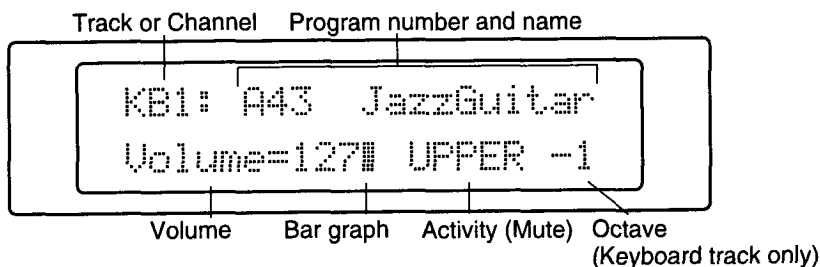 Track or Channel Program number and name
KB1: A43 JazzGuitar
Volume=127 UPPER -1
Volume Bar graph Activity (Mute) Octave
(Keyboard track only)